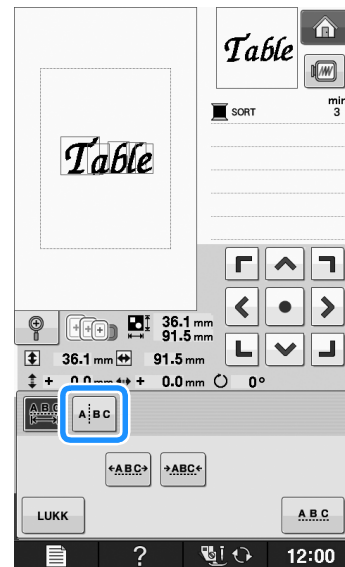 Table
min
SORT 3
Table
36.1 mm
91.5 mm
36.1 mm 91.5 mm
+ 0.0 mm + 0.0 mm 0°
ABC A BC
ABC ABC
LUKK ABC
? 12:00